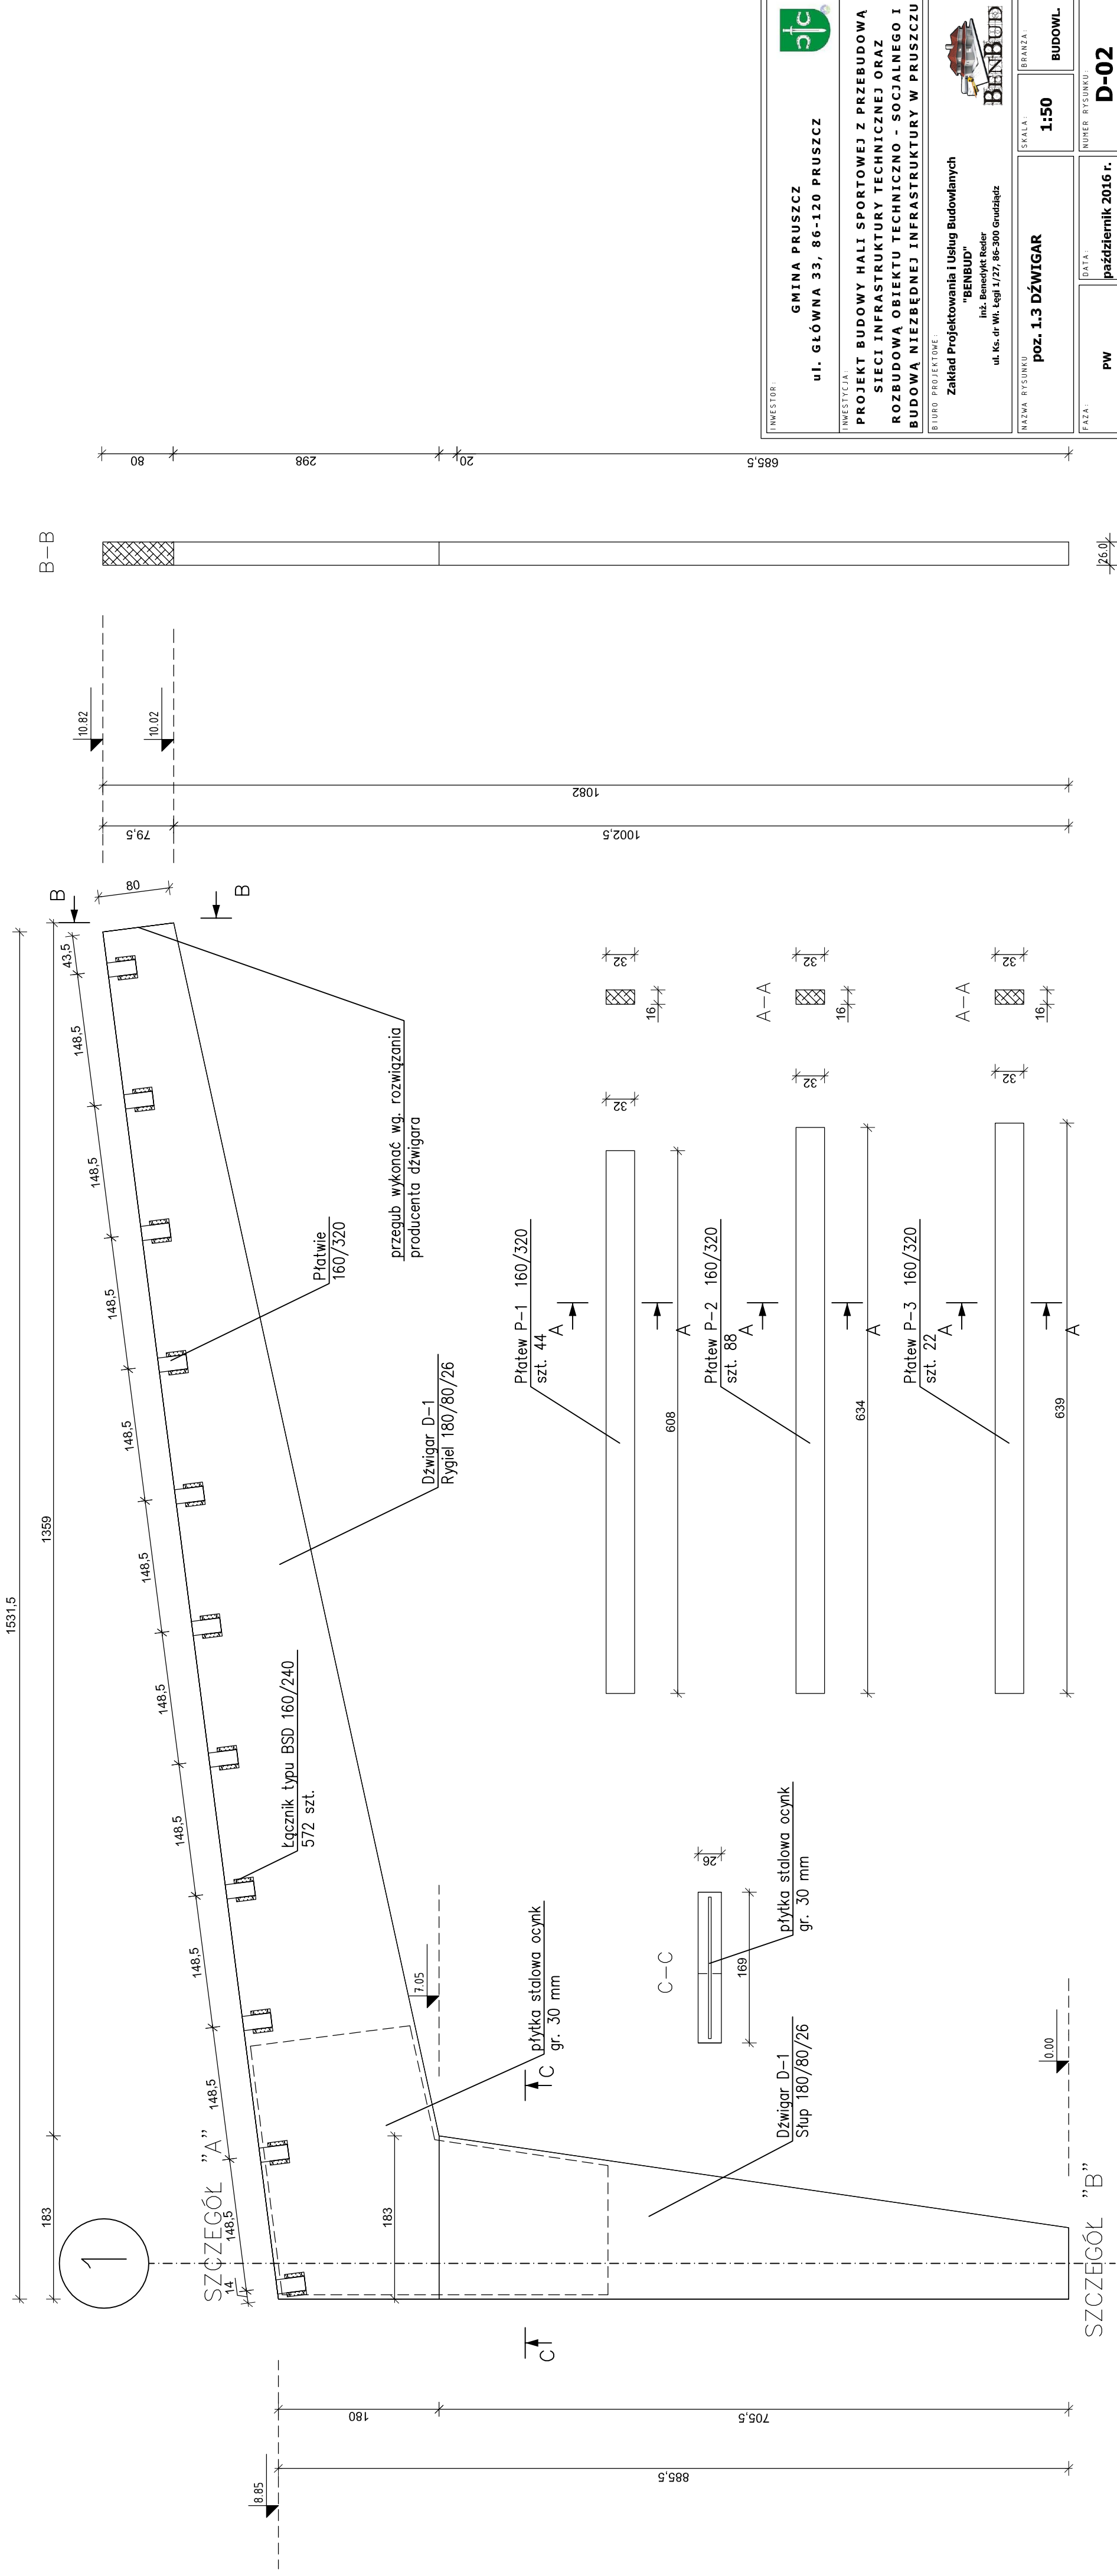 1531,5
183
1359
1
SZCZEGÓŁ "A"
14
148,5
148,5
148,5
148,5
148,5
148,5
148,5
148,5
148,5
148,5
43,5
80
B
B
8.85
885,5
180
705,5
183
7.05
Łącznik typu BSD 160/240
572 szt.
Płatwie
160/320
przegub wykonać wg. rozwiązania
producenta dźwigara
Dźwigar D-1
Rygiel 180/80/26
płytka stalowa ocynk
gr. 30 mm
C
C
Dźwigar D-1
Słup 180/80/26
0.00
SZCZEGÓŁ "B"
C-C
26
169
płytka stalowa ocynk
gr. 30 mm
Płatew P-1 160/320
szt. 44
A
A
608
32
32
16
Płatew P-2 160/320
szt. 88
A
A
634
32
A-A
32
16
Płatew P-3 160/320
szt. 22
A
A
639
32
A-A
32
16
79,5
1002,5
1082
10.82
10.02
B-B
26.0
80
298
20
685,5
INWESTOR:
GMINA PRUSZCZ
ul. GŁÓWNA 33, 86-120 PRUSZCZ
INWESTYCJA:
PROJEKT BUDOWY HALI SPORTOWEJ Z PRZEBUDOWĄ
SIECI INFRASTRUKTURY TECHNICZNEJ ORAZ
ROZBUDOWĄ OBIEKTU TECHNICZNO - SOCJALNEGO I
BUDOWĄ NIEZBĘDNEJ INFRASTRUKTURY W PRUSZCZU
BIURO PROJEKTOWE:
Zakład Projektowania i Usług Budowlanych
"BENBUD"
inż. Benedykt Reder
ul. Ks. dr Wł. Łęgi 1/27, 86-300 Grudziądz
BENBUD
NAZWA RYSUNKU
poz. 1.3 DŹWIGAR
SKALA:
1:50
BRANŻA:
BUDOWL.
FAZA:
PW
DATA:
październik 2016 r.
NUMER RYSUNKU:
D-02